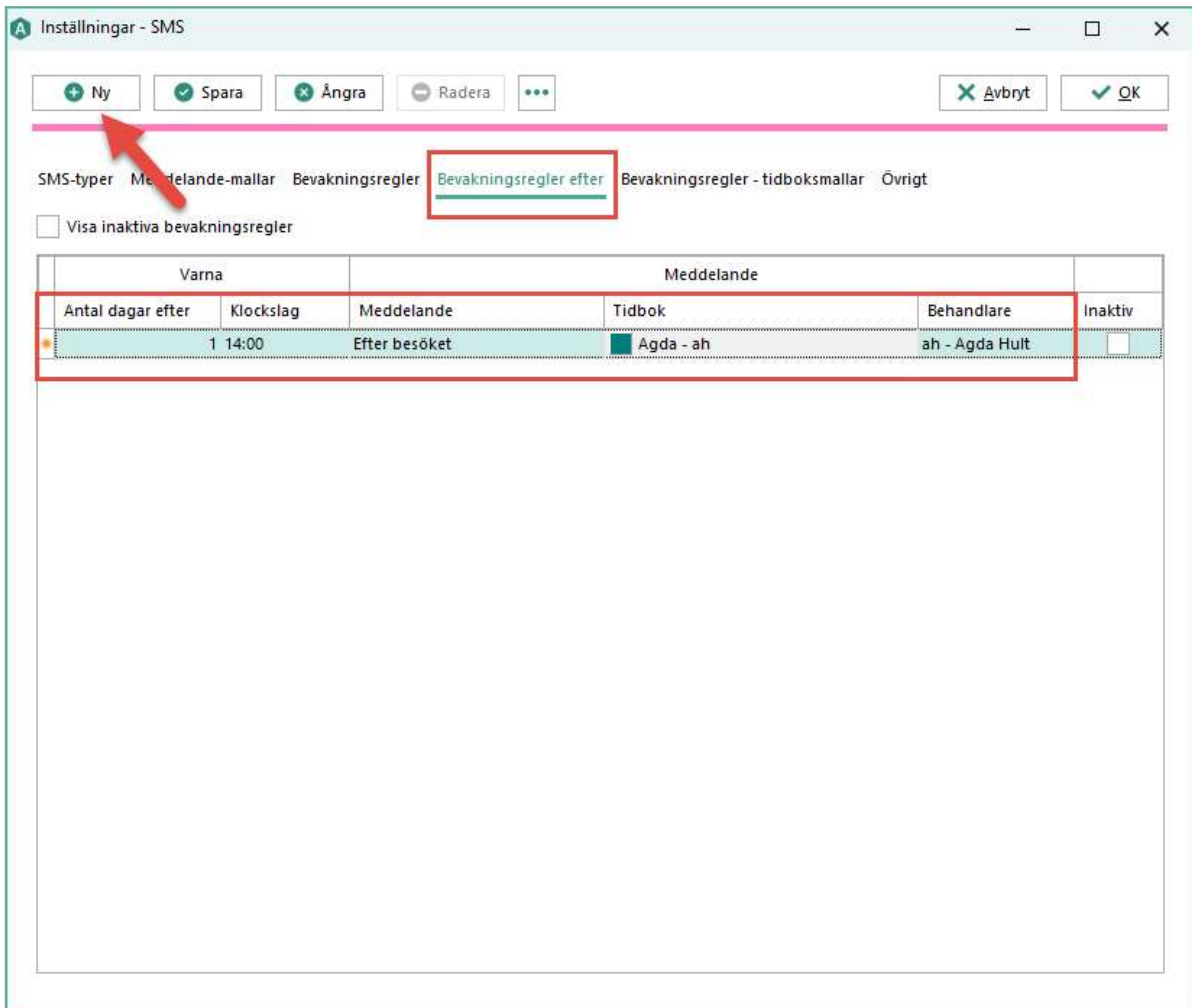 Inställningar - SMS
Ny Spara Ångra Radera Avbryt OK
SMS-typer Meddelande-mallar Bevakningsregler Bevakningsregler efter Bevakningsregler - tidboksmallar Övrigt
Visa inaktiva bevakningsregler
Varna Meddelande
Antal dagar efter Klockslag Meddelande Tidbok Behandlare Inaktiv
1 14:00 Efter besöket Agda - ah ah - Agda Hult